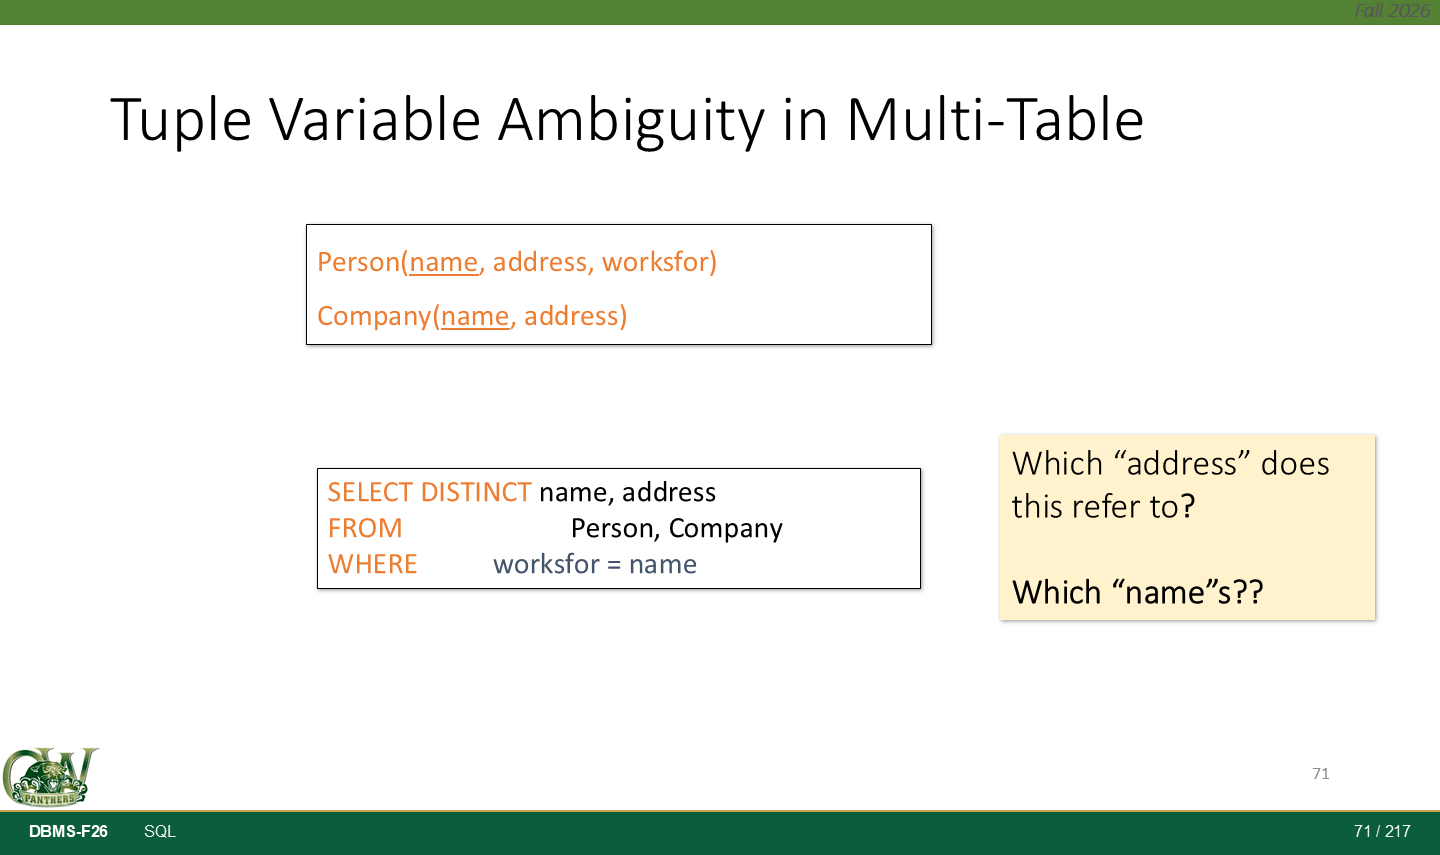 Fall 2026
Tuple Variable Ambiguity in Multi-Table
Person(name, address, worksfor)
Company(name, address)
SELECT DISTINCT name, address
FROM Person, Company
WHERE worksfor = name
Which “address” does
this refer to?
Which “name”s??
OW
PANTHERS
71
DBMS-F26 SQL 71 / 217